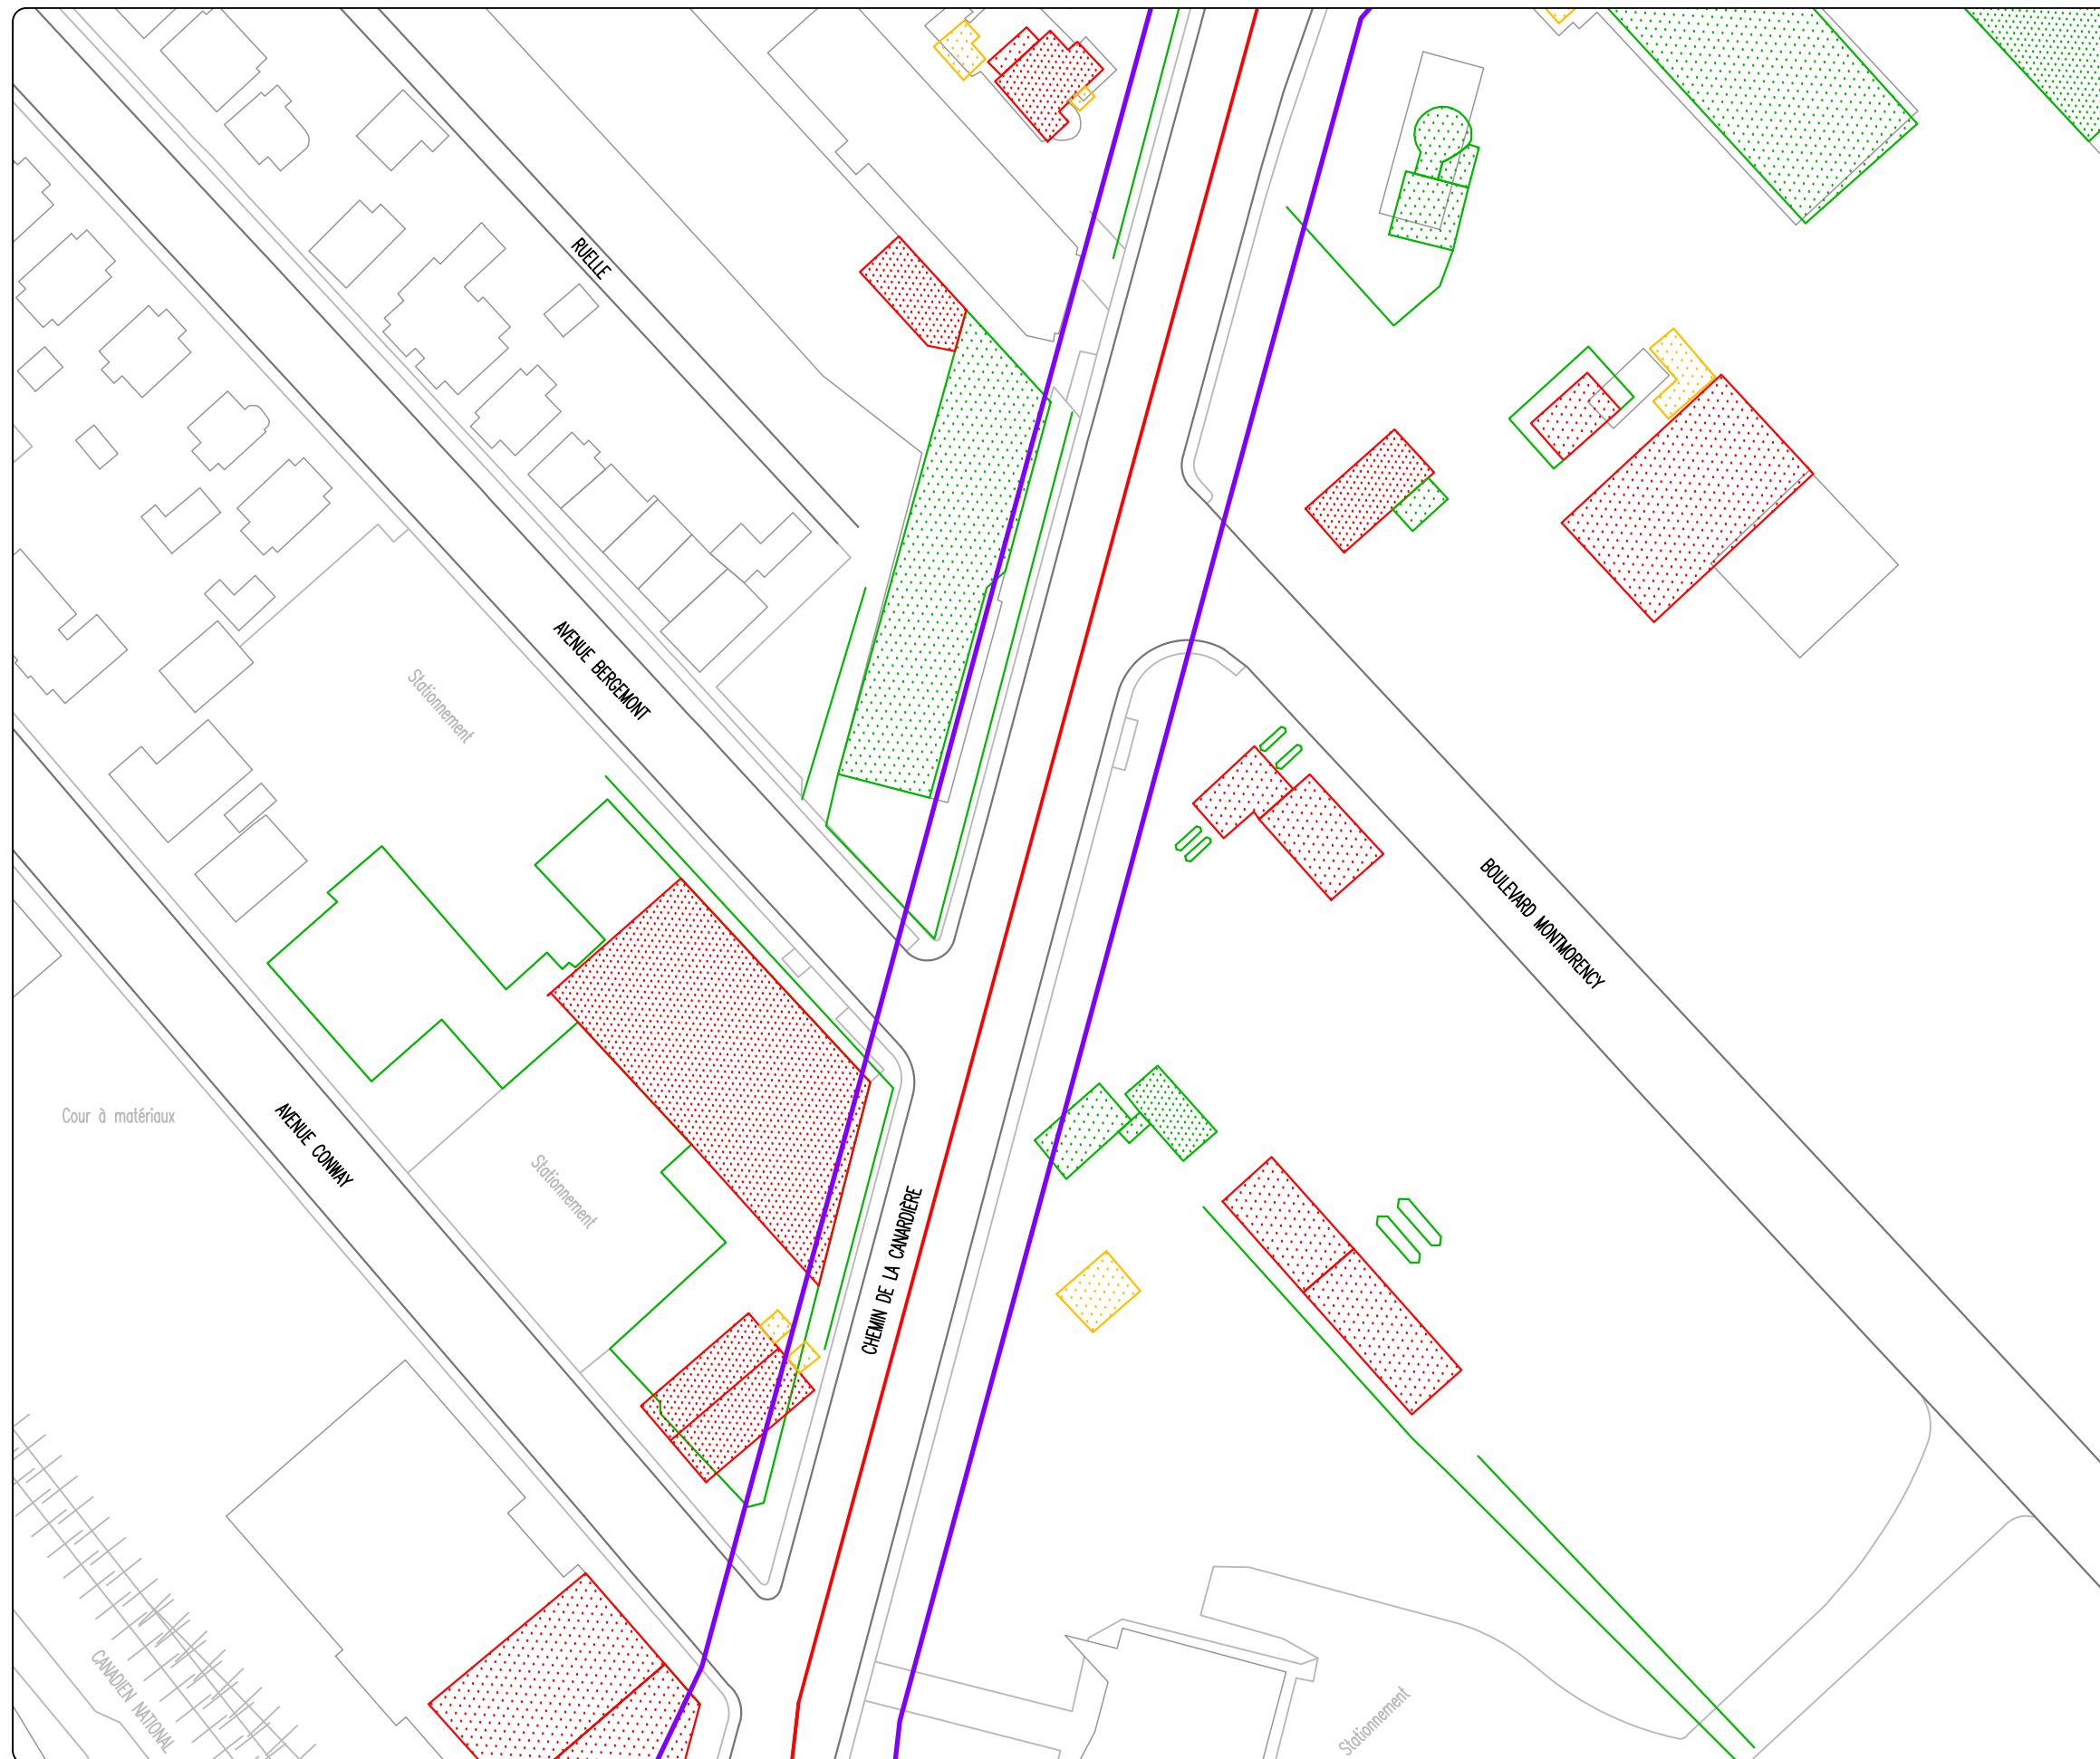 RUELLE
AVENUE BERGEMONT
Stationnement
BOULEVARD MONTMORENCY
Cour à matériaux
AVENUE CONWAY
Stationnement
CHEMIN DE LA CANARDIÈRE
CANADIEN NATIONAL
Stationnement